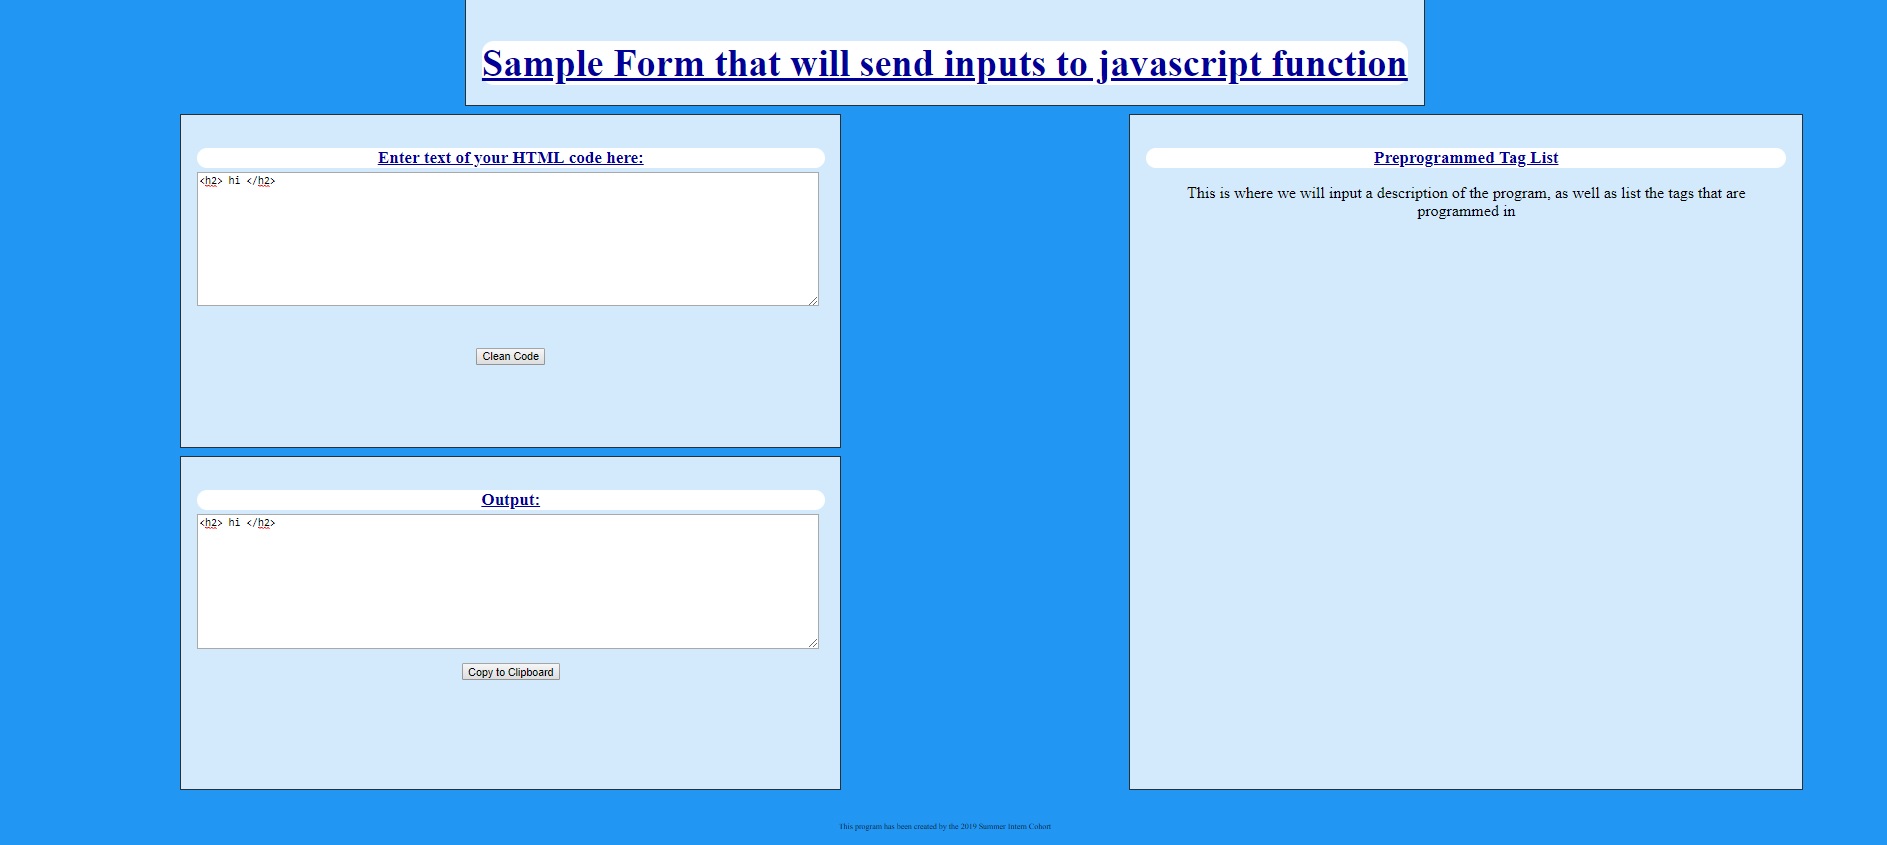 Sample Form that will send inputs to javascript function
Enter text of your HTML code here:
<h2> hi </h2>
Clean Code
Output:
<h2> hi </h2>
Copy to Clipboard
Preprogrammed Tag List
This is where we will input a description of the program, as well as list the tags that are
programmed in
This program has been created by the 2019 Summer Intern Cohort